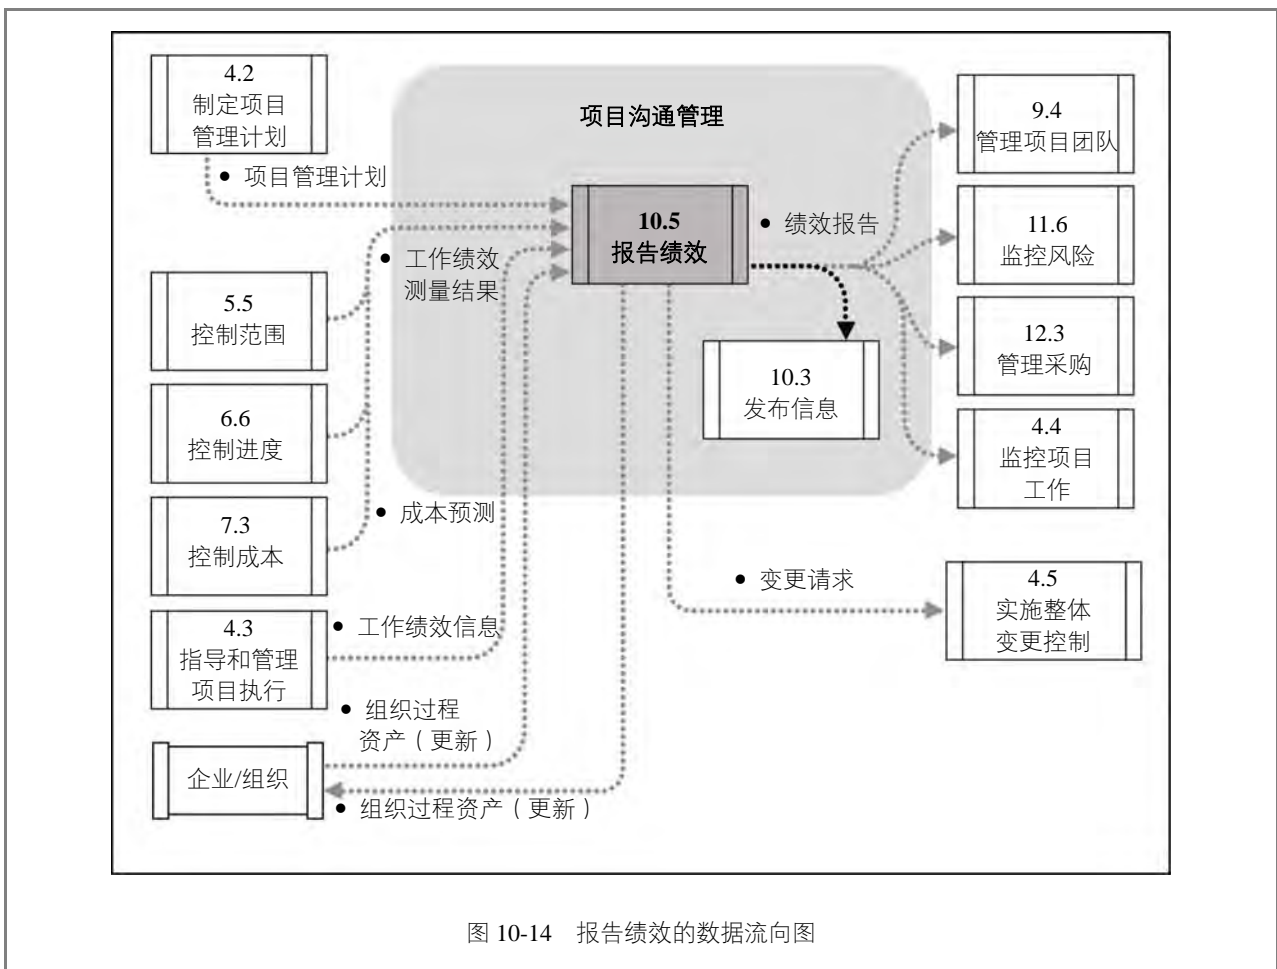 4.2
制定项目
管理计划
项目沟通管理
9.4
管理项目团队
• 项目管理计划
10.5
报告绩效
• 绩效报告
11.6
监控风险
• 工作绩效
测量结果
5.5
控制范围
12.3
管理采购
10.3
发布信息
6.6
控制进度
4.4
监控项目
工作
• 成本预测
7.3
控制成本
• 变更请求
4.5
实施整体
变更控制
4.3
指导和管理
项目执行
• 工作绩效信息
• 组织过程
资产（更新）
企业/组织
• 组织过程资产（更新）
图 10-14 报告绩效的数据流向图